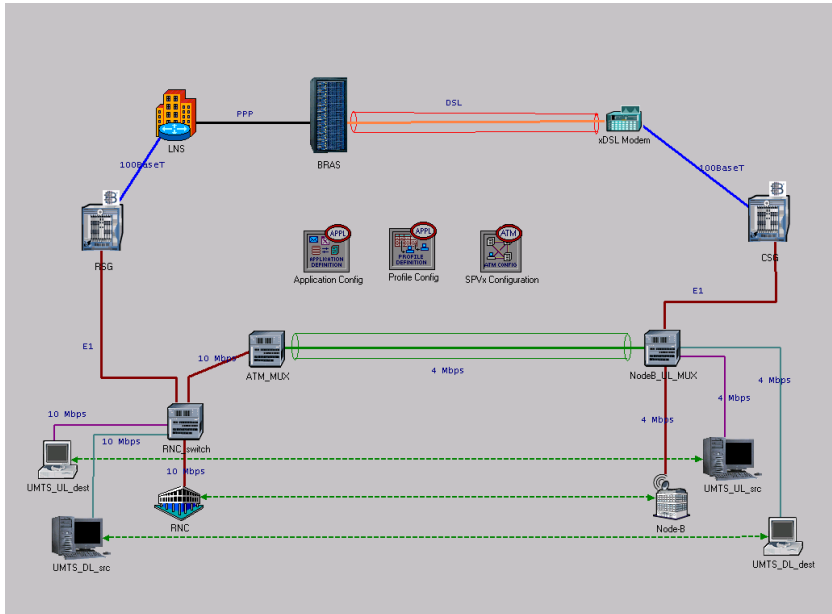 PPP
DSL
LNS
BRAS
xDSL Modem
100BaseT
100BaseT
B
B
RSG
CSG
APPL
APPL
ATM
APPLICATION
DEFINITION
PROFILE
DEFINITION
ATM CONFIG
Application Config
Profile Config
SPVx Configuration
E1
E1
10 Mbps
ATM_MUX
4 Mbps
NodeB_UL_MUX
4 Mbps
10 Mbps
10 Mbps
RNC_switch
4 Mbps
4 Mbps
10 Mbps
UMTS_UL_dest
UMTS_UL_src
RNC
Node-B
UMTS_DL_src
UMTS_DL_dest